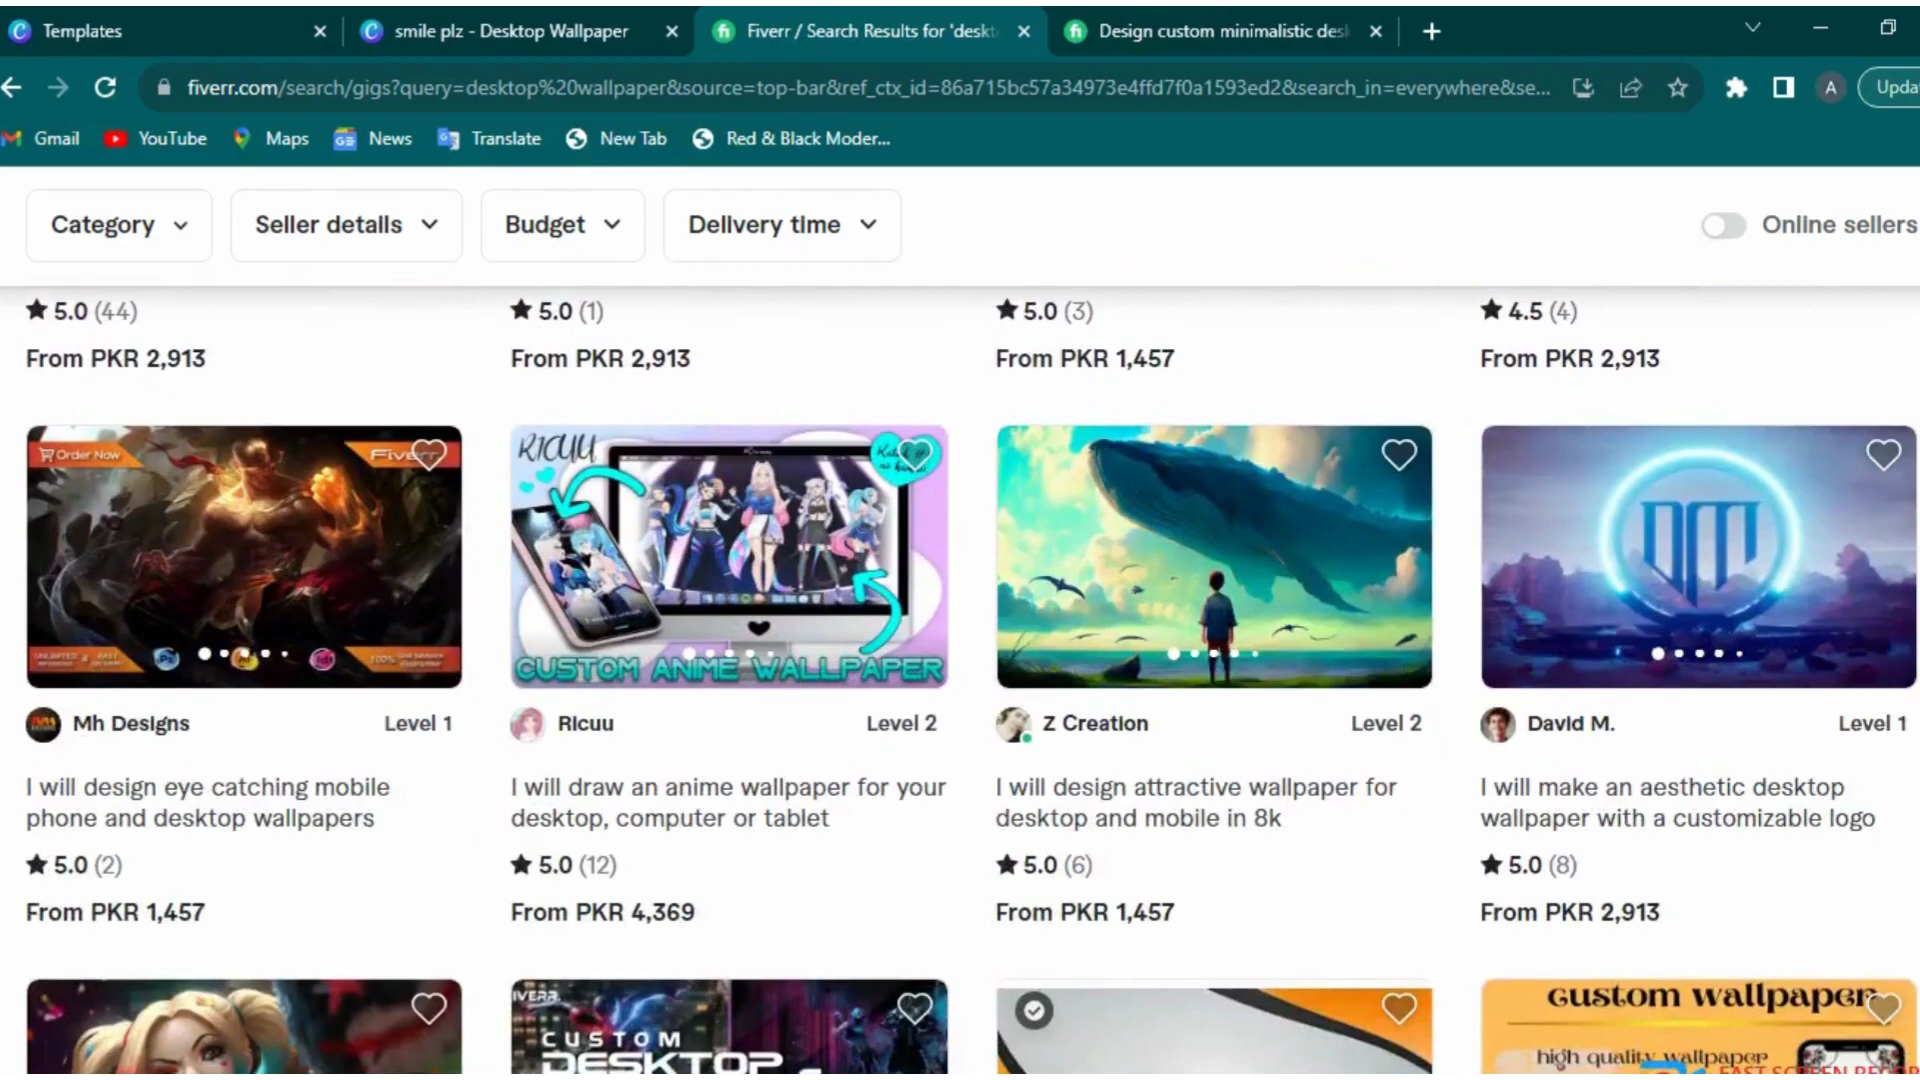 Templates
smile plz - Desktop Wallpaper
Fiverr / Search Results for 'deskt
Design custom minimalistic desk
fiverr.com/search/gigs?query=desktop%20wallpaper&source=top-bar&ref_ctx_id=86a715bc57a34973e4ffd7f0a1593ed2&search_in=everywhere&se...
A
Upda
Gmail
YouTube
Maps
News
Translate
New Tab
Red & Black Moder...
Category
Seller details
Budget
Delivery time
Online sellers
5.0 (44)
5.0 (1)
5.0 (3)
4.5 (4)
From PKR 2,913
From PKR 2,913
From PKR 1,457
From PKR 2,913
Order Now
Fiverr
RICUU
CUSTOM ANIME WALLPAPER
Mh Designs
Level 1
Ricuu
Level 2
Z Creation
Level 2
David M.
Level 1
I will design eye catching mobile
phone and desktop wallpapers
I will draw an anime wallpaper for your
desktop, computer or tablet
I will design attractive wallpaper for
desktop and mobile in 8k
I will make an aesthetic desktop
wallpaper with a customizable logo
5.0 (2)
5.0 (12)
5.0 (6)
5.0 (8)
From PKR 1,457
From PKR 4,369
From PKR 1,457
From PKR 2,913
CUSTOM
DESKTOP
custom wallpaper
high quality wallpaper